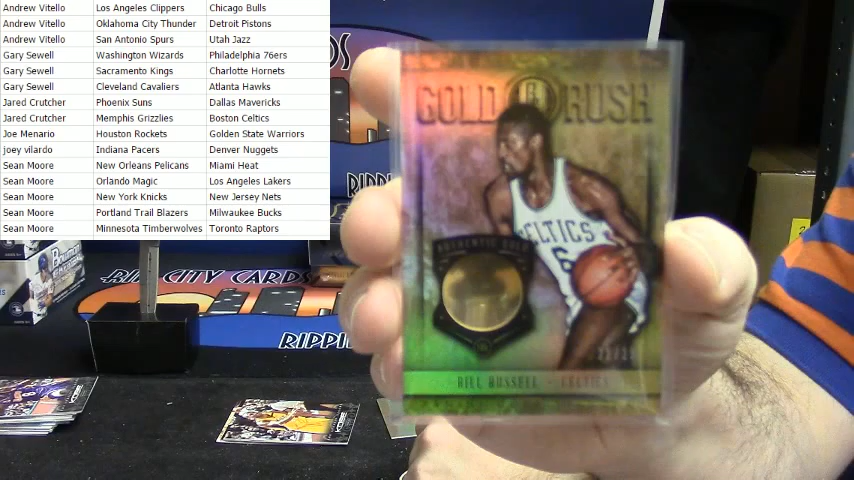 Andrew Vitello Los Angeles Clippers Chicago Bulls
Andrew Vitello Oklahoma City Thunder Detroit Pistons
Andrew Vitello San Antonio Spurs Utah Jazz
Gary Sewell Washington Wizards Philadelphia 76ers
Gary Sewell Sacramento Kings Charlotte Hornets
Gary Sewell Cleveland Cavaliers Atlanta Hawks
Jared Crutcher Phoenix Suns Dallas Mavericks
Jared Crutcher Memphis Grizzlies Boston Celtics
Joe Menario Houston Rockets Golden State Warriors
joey vilardo Indiana Pacers Denver Nuggets
Sean Moore New Orleans Pelicans Miami Heat
Sean Moore Orlando Magic Los Angeles Lakers
Sean Moore New York Knicks New Jersey Nets
Sean Moore Portland Trail Blazers Milwaukee Bucks
Sean Moore Minnesota Timberwolves Toronto Raptors
GOLD RUSH
CELTICS
6
AUTHENTIC GOLD
BILL RUSSELL - CELTICS
RIP CITY CARDS
RIPPI